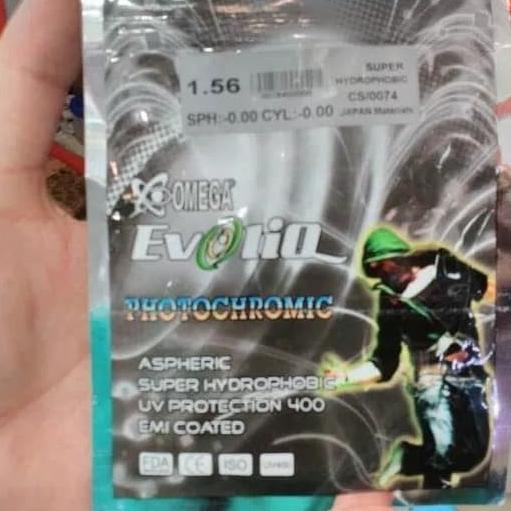 SUPER
1.56 HYDROPHOBIC
CS/0074
SPH:-0.00 CYL:-0.00 JAPAN Materials
OMEGA
Evoliq
PHOTOCHROMIC
ASPHERIC
SUPER HYDROPHOBIC
UV PROTECTION 400
EMI COATED
FDA CE ISO UV400